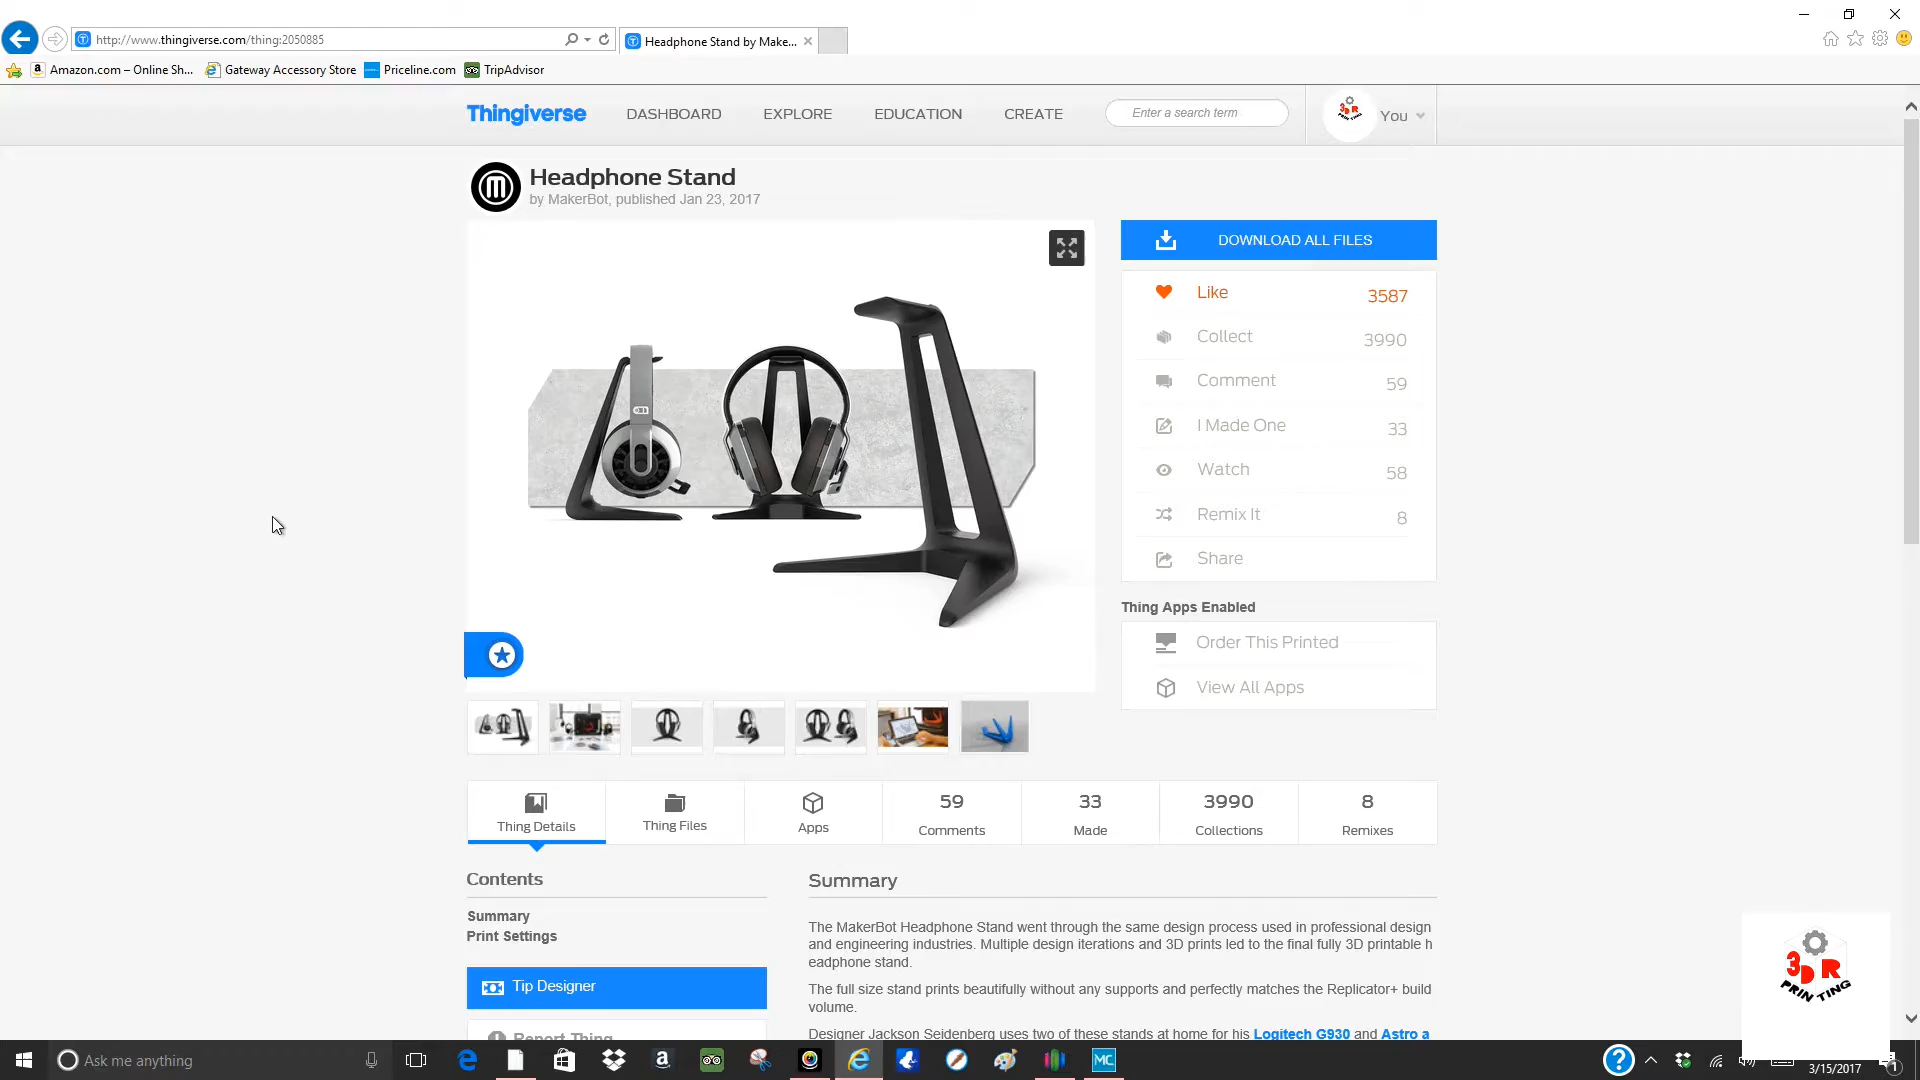 http://www.thingiverse.com/thing:2050885
Headphone Stand by Make...
Amazon.com – Online Sh...
Gateway Accessory Store
Priceline.com
TripAdvisor
Thingiverse
DASHBOARD
EXPLORE
EDUCATION
CREATE
Enter a search term
3D R PRINTING
You
Headphone Stand
by MakerBot, published Jan 23, 2017
DOWNLOAD ALL FILES
Like 3587
Collect 3990
Comment 59
I Made One 33
Watch 58
Remix It 8
Share
Thing Apps Enabled
Order This Printed
View All Apps
Thing Details
Thing Files
Apps
59
Comments
33
Made
3990
Collections
8
Remixes
Contents
Summary
Print Settings
Tip Designer
Report Thing
Summary
The MakerBot Headphone Stand went through the same design process used in professional design
and engineering industries. Multiple design iterations and 3D prints led to the final fully 3D printable h
eadphone stand.
The full size stand prints beautifully without any supports and perfectly matches the Replicator+ build
volume.
Designer Jackson Seidenberg uses two of these stands at home for his Logitech G930 and Astro a
3D R
PRINTING
Ask me anything
MC
3/15/2017
1